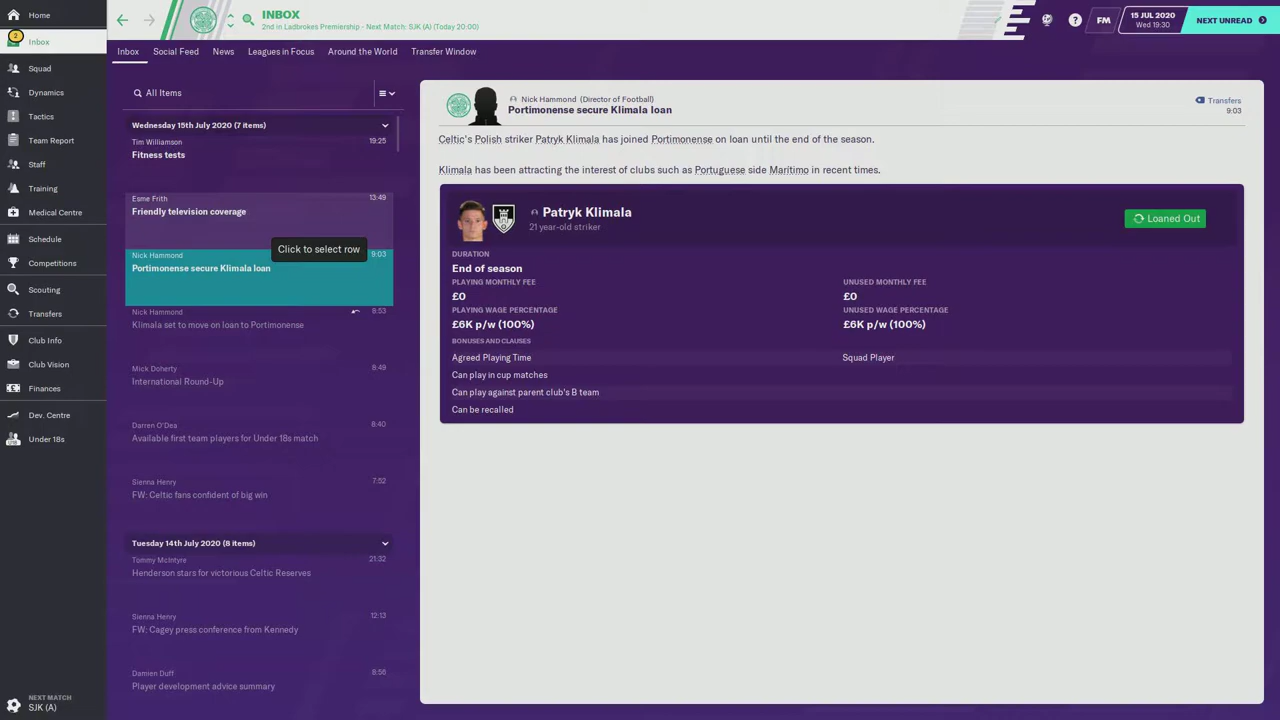 Home
INBOX
2nd in Ladbrokes Premiership - Next Match: SJK (A) (Today 20:00)
?
FM
15 JUL 2020
Wed 19:30
NEXT UNREAD
2
Inbox
Squad
Dynamics
Tactics
Team Report
Staff
Training
Medical Centre
Schedule
Competitions
Scouting
Transfers
Club Info
Club Vision
Finances
Dev. Centre
Under 18s
NEXT MATCH
SJK (A)
Inbox Social Feed News Leagues in Focus Around the World Transfer Window
All Items
Wednesday 15th July 2020 (7 items)
Tim Williamson 19:25
Fitness tests
Esme Frith 13:49
Friendly television coverage
Click to select row
Nick Hammond 9:03
Portimonense secure Klimala loan
Nick Hammond 8:53
Klimala set to move on loan to Portimonense
Mick Doherty 8:49
International Round-Up
Darren O'Dea 8:40
Available first team players for Under 18s match
Sienna Henry 7:52
FW: Celtic fans confident of big win
Tuesday 14th July 2020 (8 items)
Tommy McIntyre 21:32
Henderson stars for victorious Celtic Reserves
Sienna Henry 12:13
FW: Cagey press conference from Kennedy
Damien Duff 8:56
Player development advice summary
Nick Hammond (Director of Football)
Portimonense secure Klimala loan
Transfers
9:03
Celtic's Polish striker Patryk Klimala has joined Portimonense on loan until the end of the season.
Klimala has been attracting the interest of clubs such as Portuguese side Marítimo in recent times.
Patryk Klimala
21 year-old striker
Loaned Out
DURATION
End of season
PLAYING MONTHLY FEE UNUSED MONTHLY FEE
£0 £0
PLAYING WAGE PERCENTAGE UNUSED WAGE PERCENTAGE
£6K p/w (100%) £6K p/w (100%)
BONUSES AND CLAUSES
Agreed Playing Time Squad Player
Can play in cup matches
Can play against parent club's B team
Can be recalled